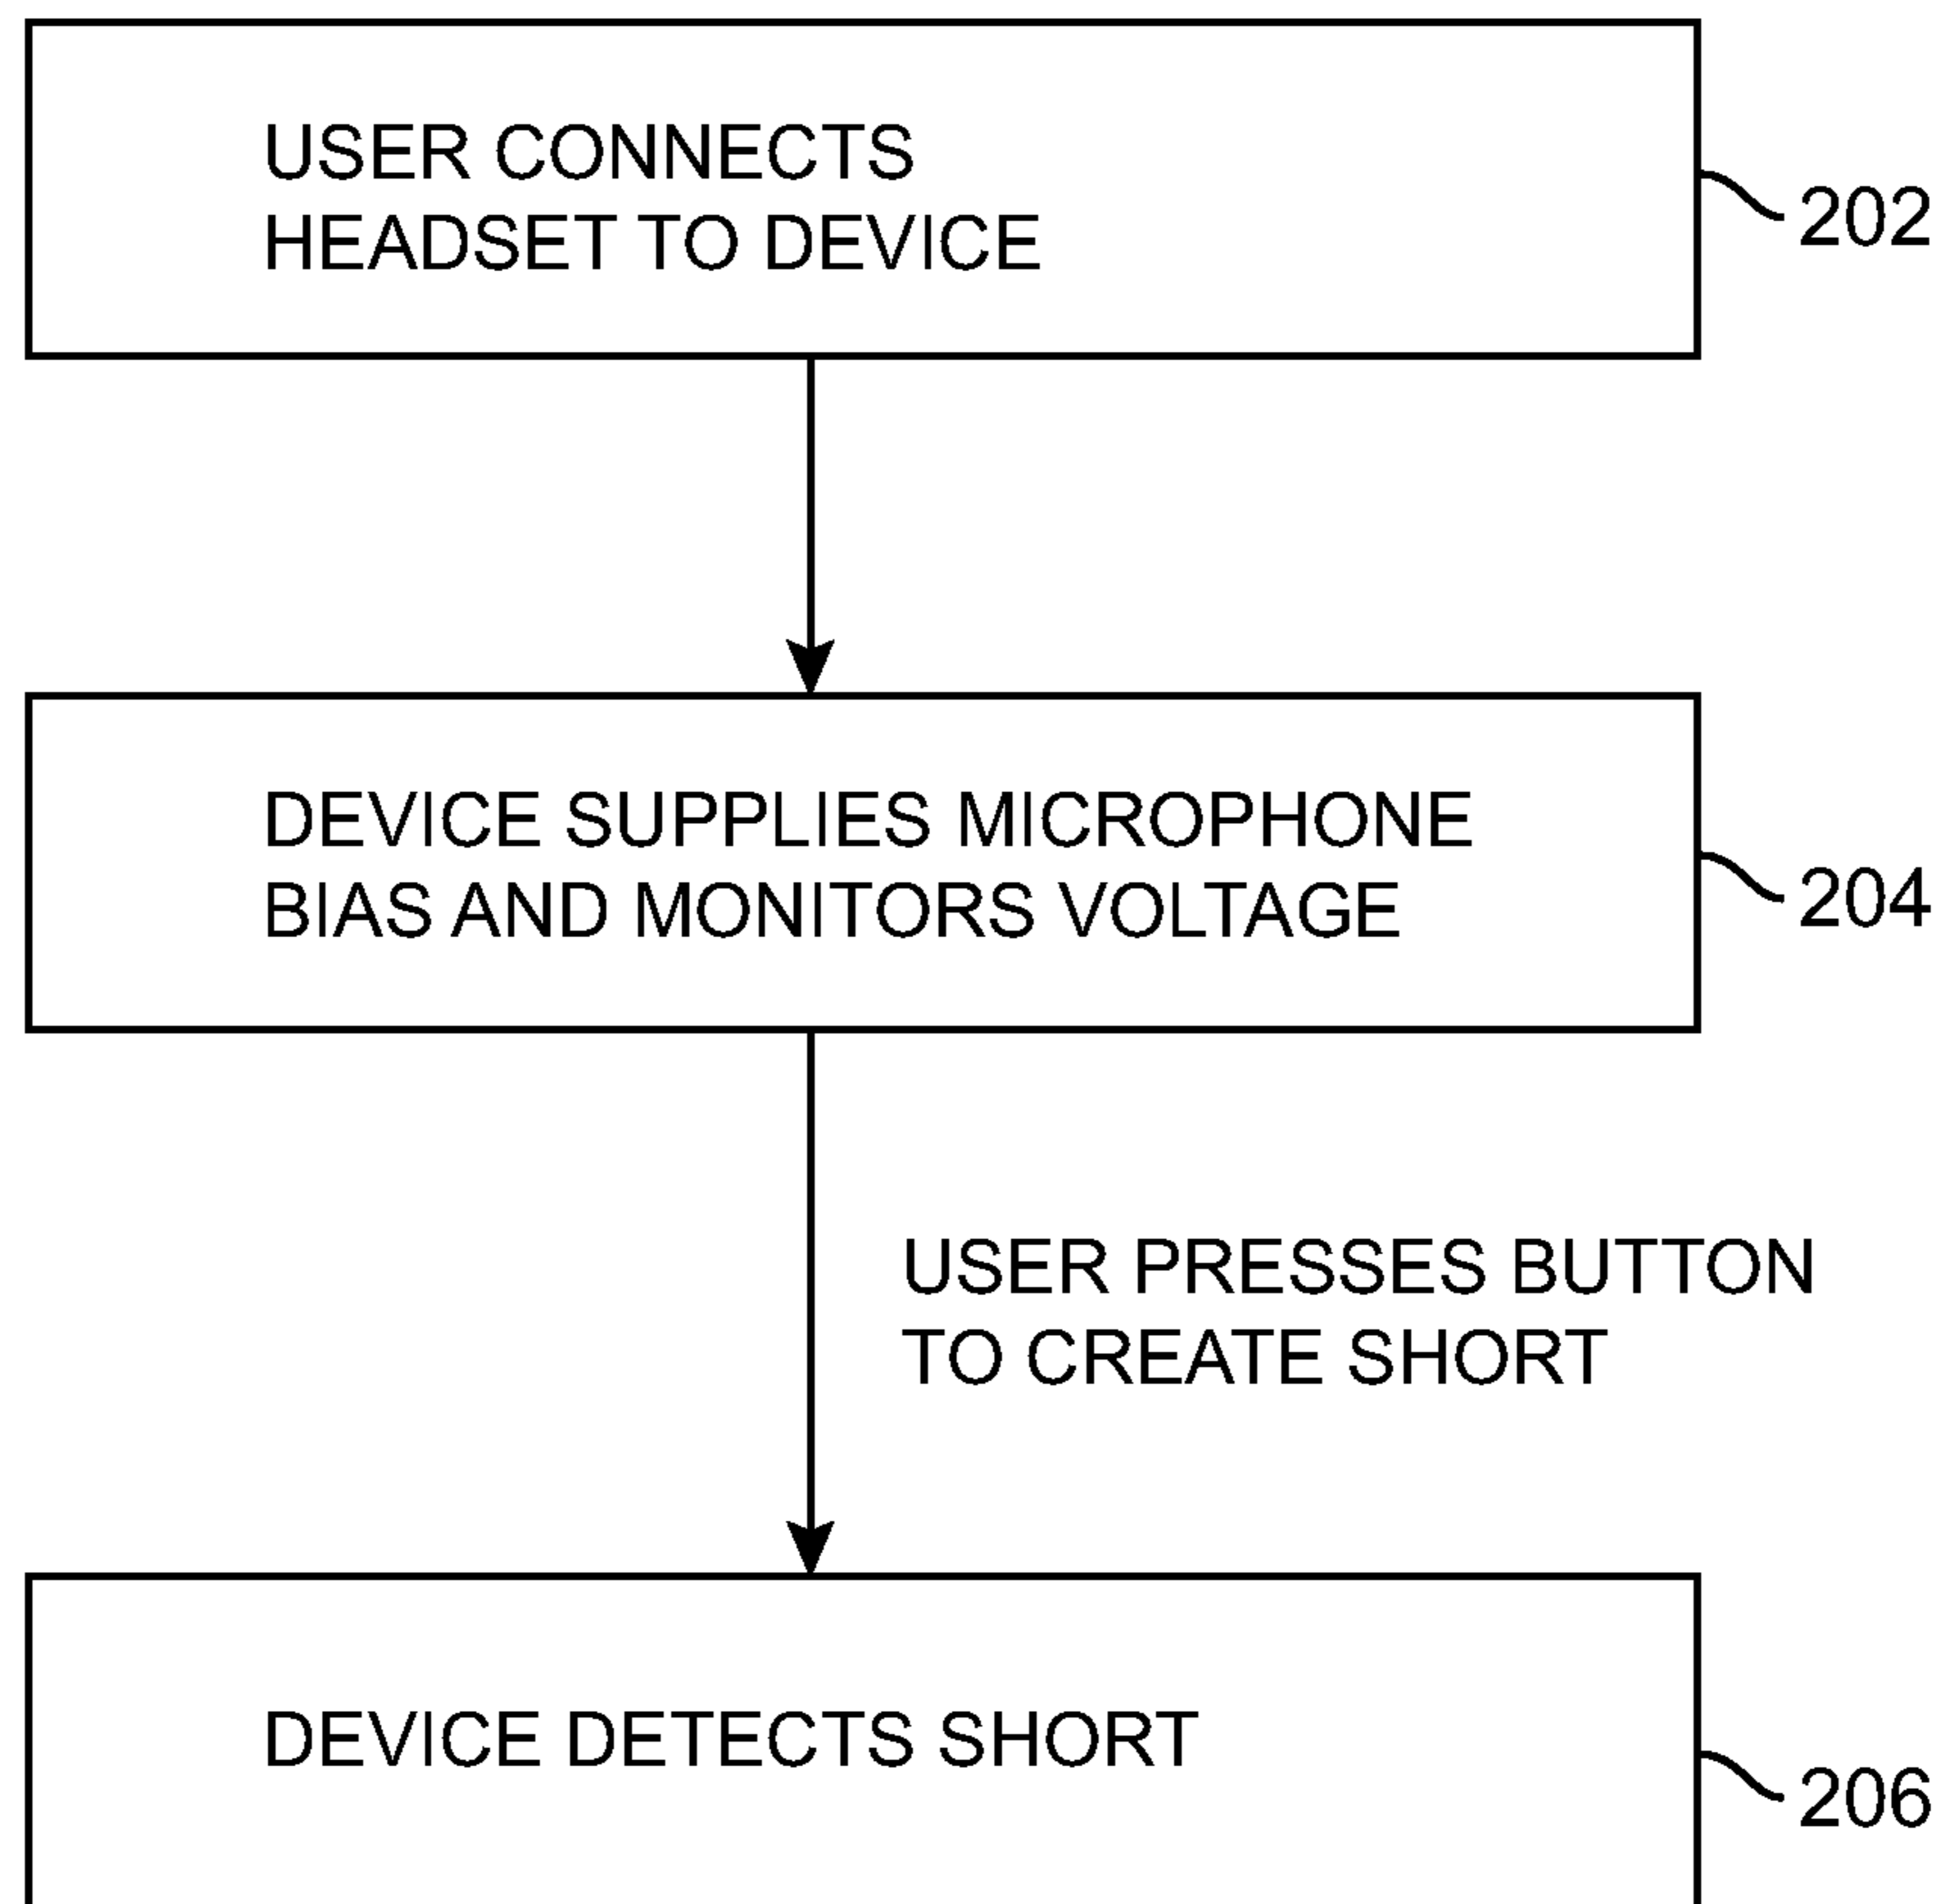 USER CONNECTS
HEADSET TO DEVICE
202
DEVICE SUPPLIES MICROPHONE
BIAS AND MONITORS VOLTAGE
204
USER PRESSES BUTTON
TO CREATE SHORT
DEVICE DETECTS SHORT
206